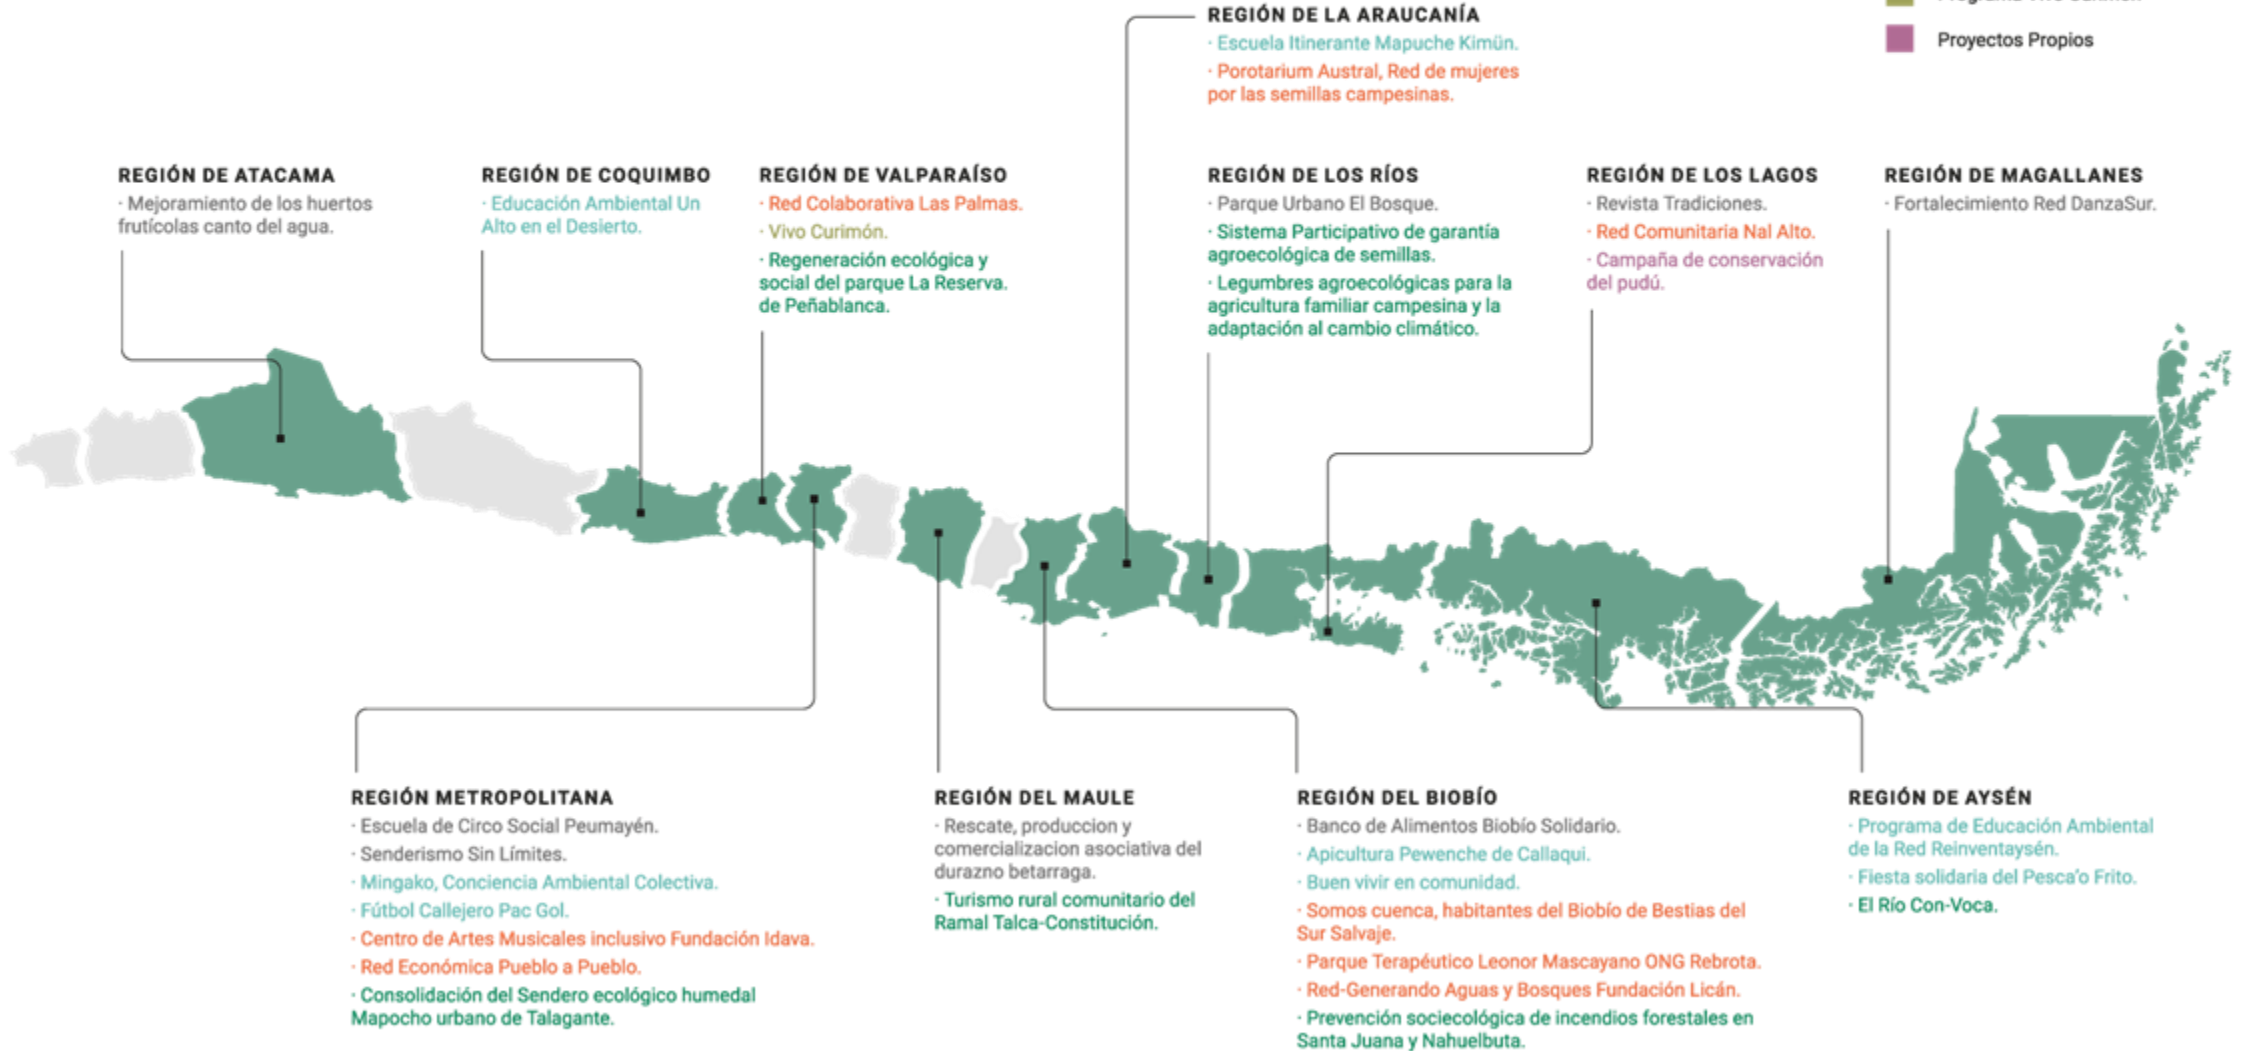 Proyectos Propios
REGIÓN DE LA ARAUCANÍA
· Escuela Itinerante Mapuche Kimün.
· Porotarium Austral, Red de mujeres
por las semillas campesinas.
REGIÓN DE ATACAMA
· Mejoramiento de los huertos
frutícolas canto del agua.
REGIÓN DE COQUIMBO
· Educación Ambiental Un
Alto en el Desierto.
REGIÓN DE VALPARAÍSO
· Red Colaborativa Las Palmas.
· Vivo Curimón.
· Regeneración ecológica y
social del parque La Reserva.
de Peñablanca.
REGIÓN DE LOS RÍOS
· Parque Urbano El Bosque.
· Sistema Participativo de garantía
agroecológica de semillas.
· Legumbres agroecológicas para la
agricultura familiar campesina y la
adaptación al cambio climático.
REGIÓN DE LOS LAGOS
· Revista Tradiciones.
· Red Comunitaria Nal Alto.
· Campaña de conservación
del pudú.
REGIÓN DE MAGALLANES
· Fortalecimiento Red DanzaSur.
REGIÓN METROPOLITANA
· Escuela de Circo Social Peumayén.
· Senderismo Sin Límites.
· Mingako, Conciencia Ambiental Colectiva.
· Fútbol Callejero Pac Gol.
· Centro de Artes Musicales inclusivo Fundación Idava.
· Red Económica Pueblo a Pueblo.
· Consolidación del Sendero ecológico humedal
Mapocho urbano de Talagante.
REGIÓN DEL MAULE
· Rescate, produccion y
comercializacion asociativa del
durazno betarraga.
· Turismo rural comunitario del
Ramal Talca-Constitución.
REGIÓN DEL BIOBÍO
· Banco de Alimentos Biobío Solidario.
· Apicultura Pewenche de Callaqui.
· Buen vivir en comunidad.
· Somos cuenca, habitantes del Biobío de Bestias del
Sur Salvaje.
· Parque Terapéutico Leonor Mascayano ONG Rebrota.
· Red-Generando Aguas y Bosques Fundación Licán.
· Prevención sociecológica de incendios forestales en
Santa Juana y Nahuelbuta.
REGIÓN DE AYSÉN
· Programa de Educación Ambiental
de la Red Reinventaysén.
· Fiesta solidaria del Pesca'o Frito.
· El Río Con-Voca.